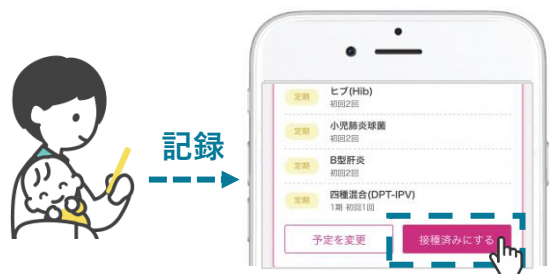 記録
定期
ヒブ(Hib)
初回2回
定期
小児肺炎球菌
初回2回
定期
B型肝炎
初回2回
定期
四種混合(DPT-IPV)
1期 初回1回
予定を変更
接種済みにする